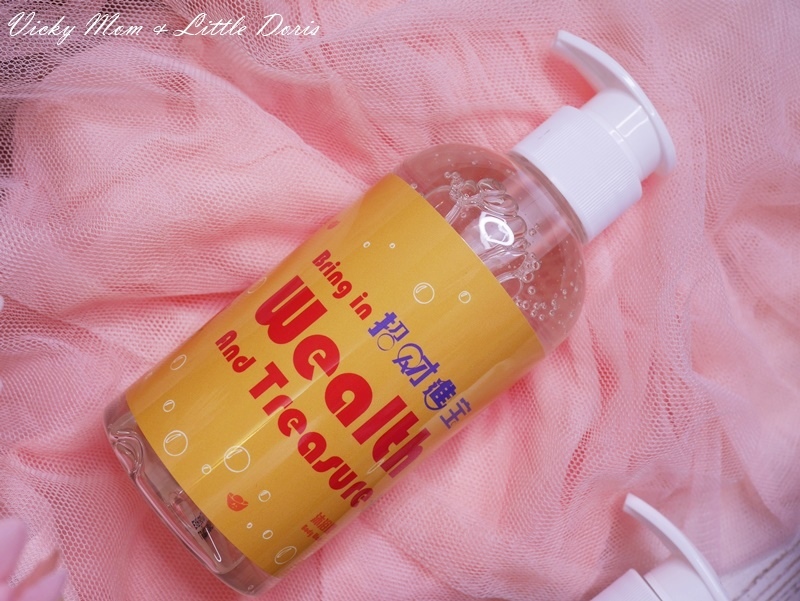 Vicky Mom & Little Doris
Bring in
招財進宝
Wealth
And Treasure